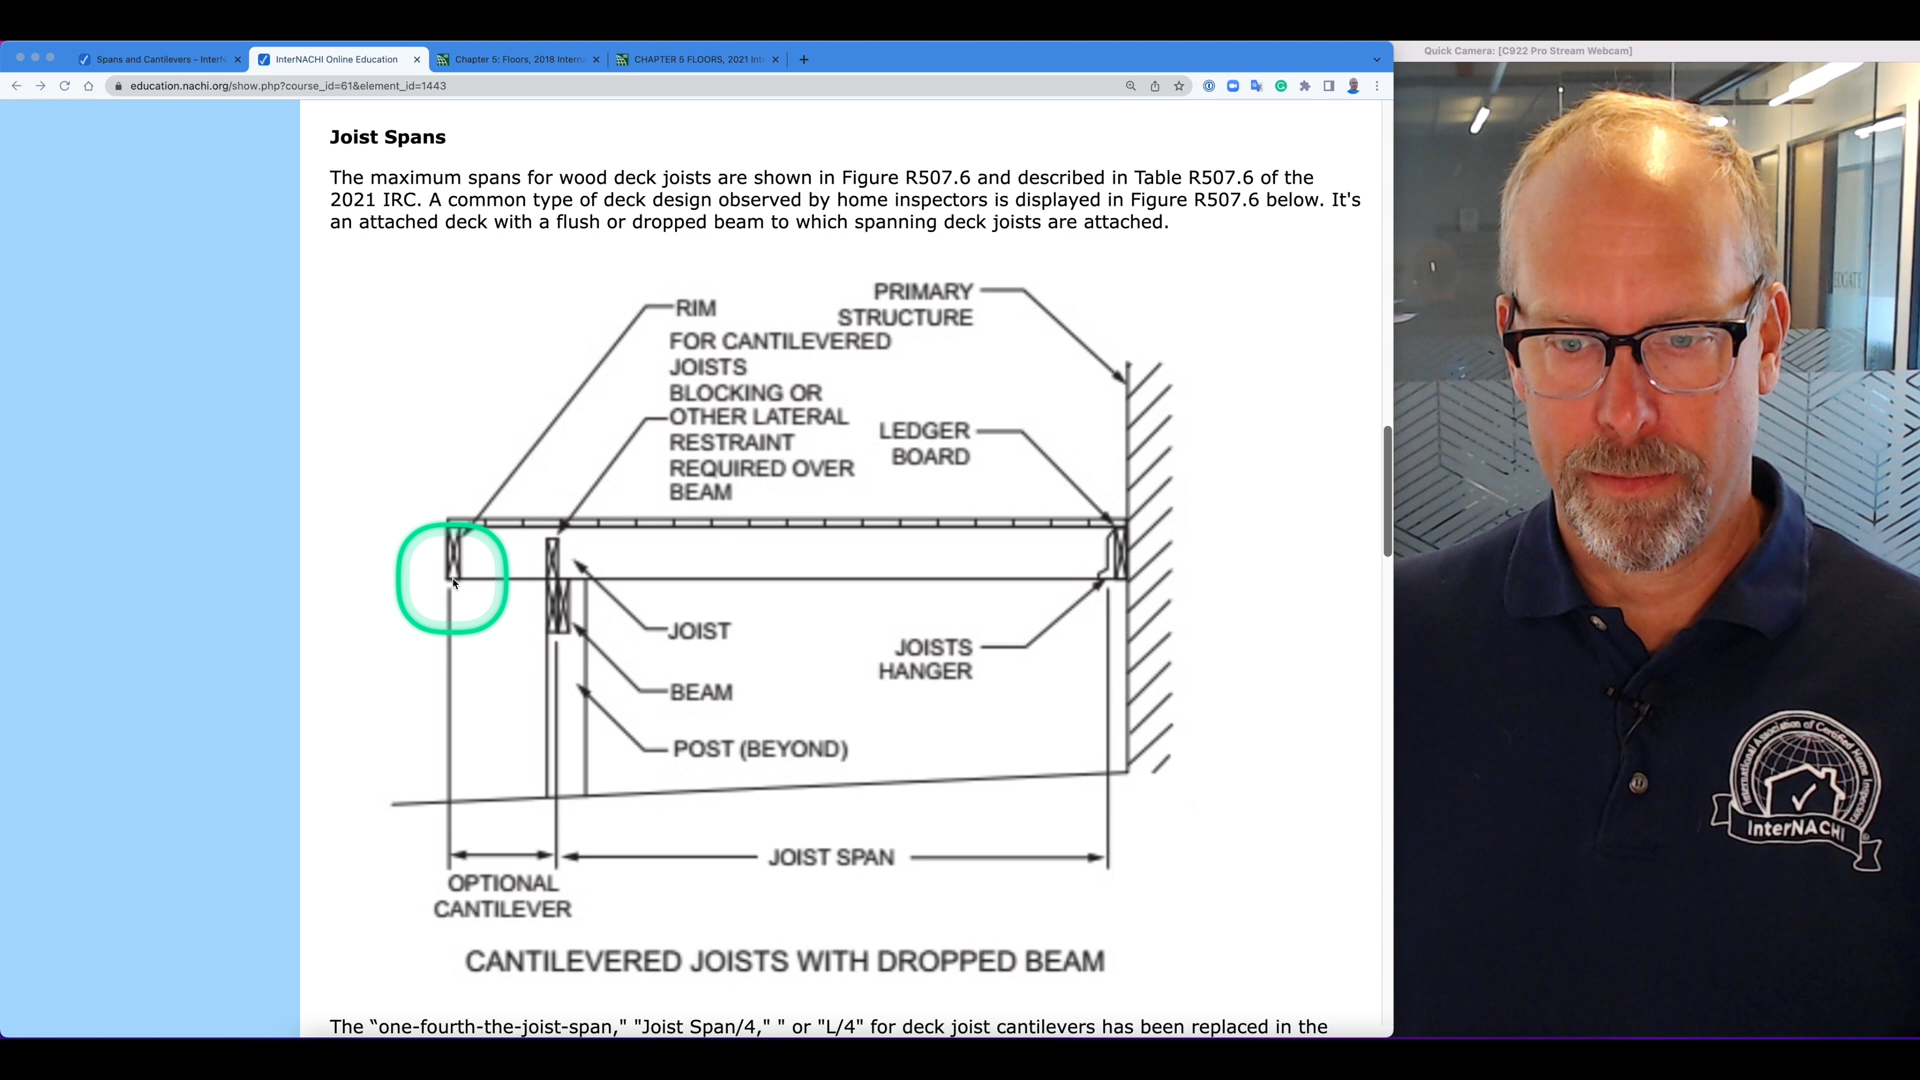 Quick Camera: [C922 Pro Stream Webcam]
Spans and Cantilevers - InterN
InterNACHI Online Education
Chapter 5: Floors, 2018 Interna
CHAPTER 5 FLOORS, 2021 Int
education.nachi.org/show.php?course_id=61&element_id=1443
Joist Spans
The maximum spans for wood deck joists are shown in Figure R507.6 and described in Table R507.6 of the
2021 IRC. A common type of deck design observed by home inspectors is displayed in Figure R507.6 below. It's
an attached deck with a flush or dropped beam to which spanning deck joists are attached.
RIM
PRIMARY
STRUCTURE
FOR CANTILEVERED
JOISTS
BLOCKING OR
OTHER LATERAL
RESTRAINT
REQUIRED OVER
BEAM
LEDGER
BOARD
JOIST
JOISTS
HANGER
BEAM
POST (BEYOND)
JOIST SPAN
OPTIONAL
CANTILEVER
CANTILEVERED JOISTS WITH DROPPED BEAM
The “one-fourth-the-joist-span," "Joist Span/4," " or "L/4" for deck joist cantilevers has been replaced in the
International Association of Certified Home Inspectors
InterNACHI